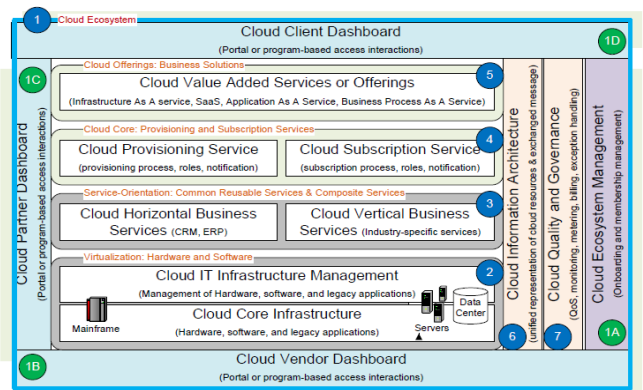 1 Cloud Ecosystem
Cloud Client Dashboard
(Portal or program-based access interactions)
1D
1C
Cloud Partner Dashboard
(Portal or program-based access interactions)
Cloud Offerings: Business Solutions
5
Cloud Value Added Services or Offerings
(Infrastructure As A service, SaaS, Application As A Service, Business Process As A Service)
Cloud Core: Provisioning and Subscription Services
4
Cloud Provisioning Service
(provisioning process, roles, notification)
Cloud Subscription Service
(subscription process, roles, notification)
Service-Orientation: Common Reusable Services & Composite Services
3
Cloud Horizontal Business
Services (CRM, ERP)
Cloud Vertical Business
Services (Industry-specific services)
Virtualization: Hardware and Software
2
Cloud IT Infrastructure Management
(Management of Hardware, software, and legacy applications)
Cloud Core Infrastructure
(Hardware, software, and legacy applications)
Mainframe
Servers
Data
Center
Cloud Information Architecture
(unified representation of cloud resources & exchanged message)
6
Cloud Quality and Governance
(QoS, monitoring, metering, billing, exception handling)
7
Cloud Ecosystem Management
(Onboarding and membership management)
1A
1B
Cloud Vendor Dashboard
(Portal or program-based access interactions)